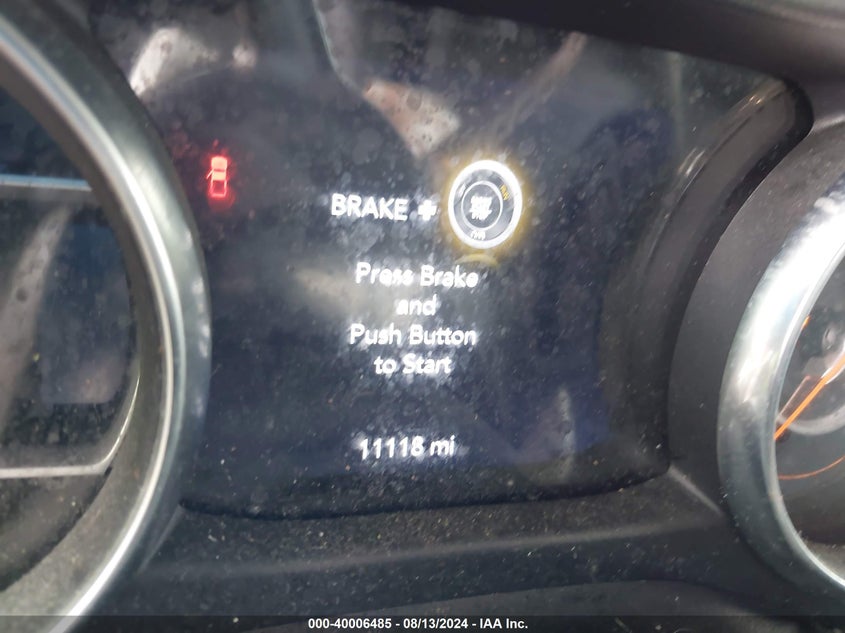 BRAKE +
Press Brake
and
Push Button
to Start
11118 mi
000-40006485 - 08/13/2024 - IAA Inc.